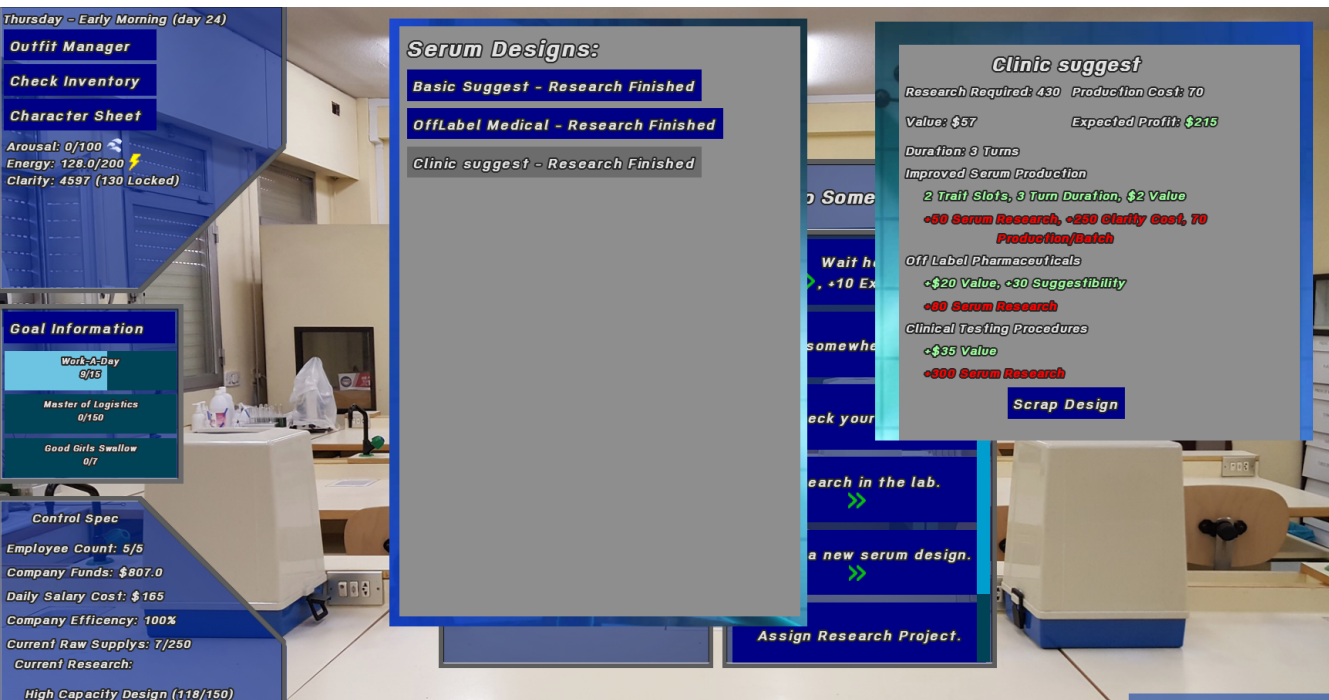 Thursday - Early Morning (day 24)
Outfit Manager
Check Inventory
Character Sheet
Arousal: 0/100
Energy: 128.0/200
Clarity: 4597 (130 Locked)
Goal Information
Work-A-Day
9/15
Master of Logistics
0/150
Good Girls Swallow
0/7
Control Spec
Employee Count: 5/5
Company Funds: $807.0
Daily Salary Cost: $165
Company Efficency: 100%
Current Raw Supplys: 7/250
Current Research:
High Capacity Design (118/150)
Serum Designs:
Basic Suggest - Research Finished
OffLabel Medical - Research Finished
Clinic suggest - Research Finished
o Some
Wait he
, +10 Ex
somewhe
eck your
earch in the lab.
a new serum design.
Assign Research Project.
Clinic suggest
Research Required: 430 Production Cost: 70
Value: $57 Expected Profit: $215
Duration: 3 Turns
Improved Serum Production
2 Trait Slots, 3 Turn Duration, $2 Value
+50 Serum Research, +250 Clarity Cost, 70
Production/Batch
Off Label Pharmaceuticals
+$20 Value, +30 Suggestibility
+80 Serum Research
Clinical Testing Procedures
+$35 Value
+300 Serum Research
Scrap Design